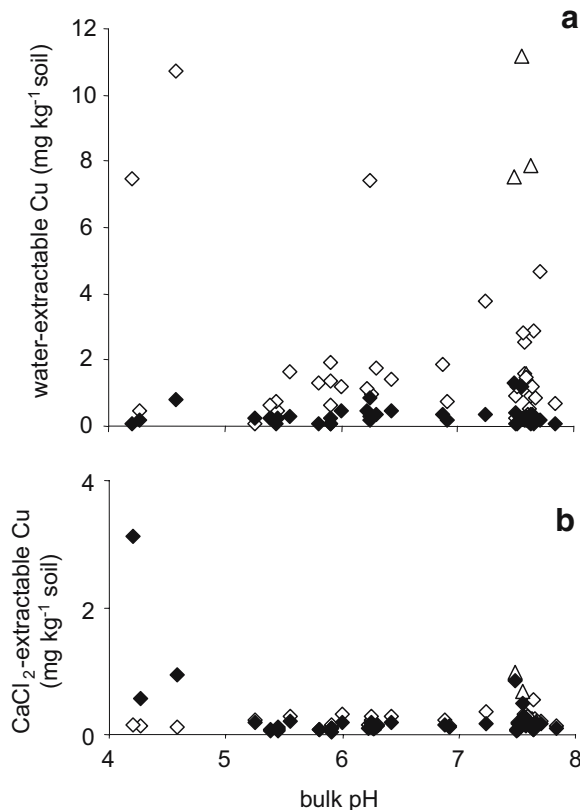 a
12
10
8
6
4
2
0
water-extractable Cu (mg kg⁻¹ soil)
b
4
2
0
CaCl₂-extractable Cu
(mg kg⁻¹ soil)
4 5 6 7 8
bulk pH